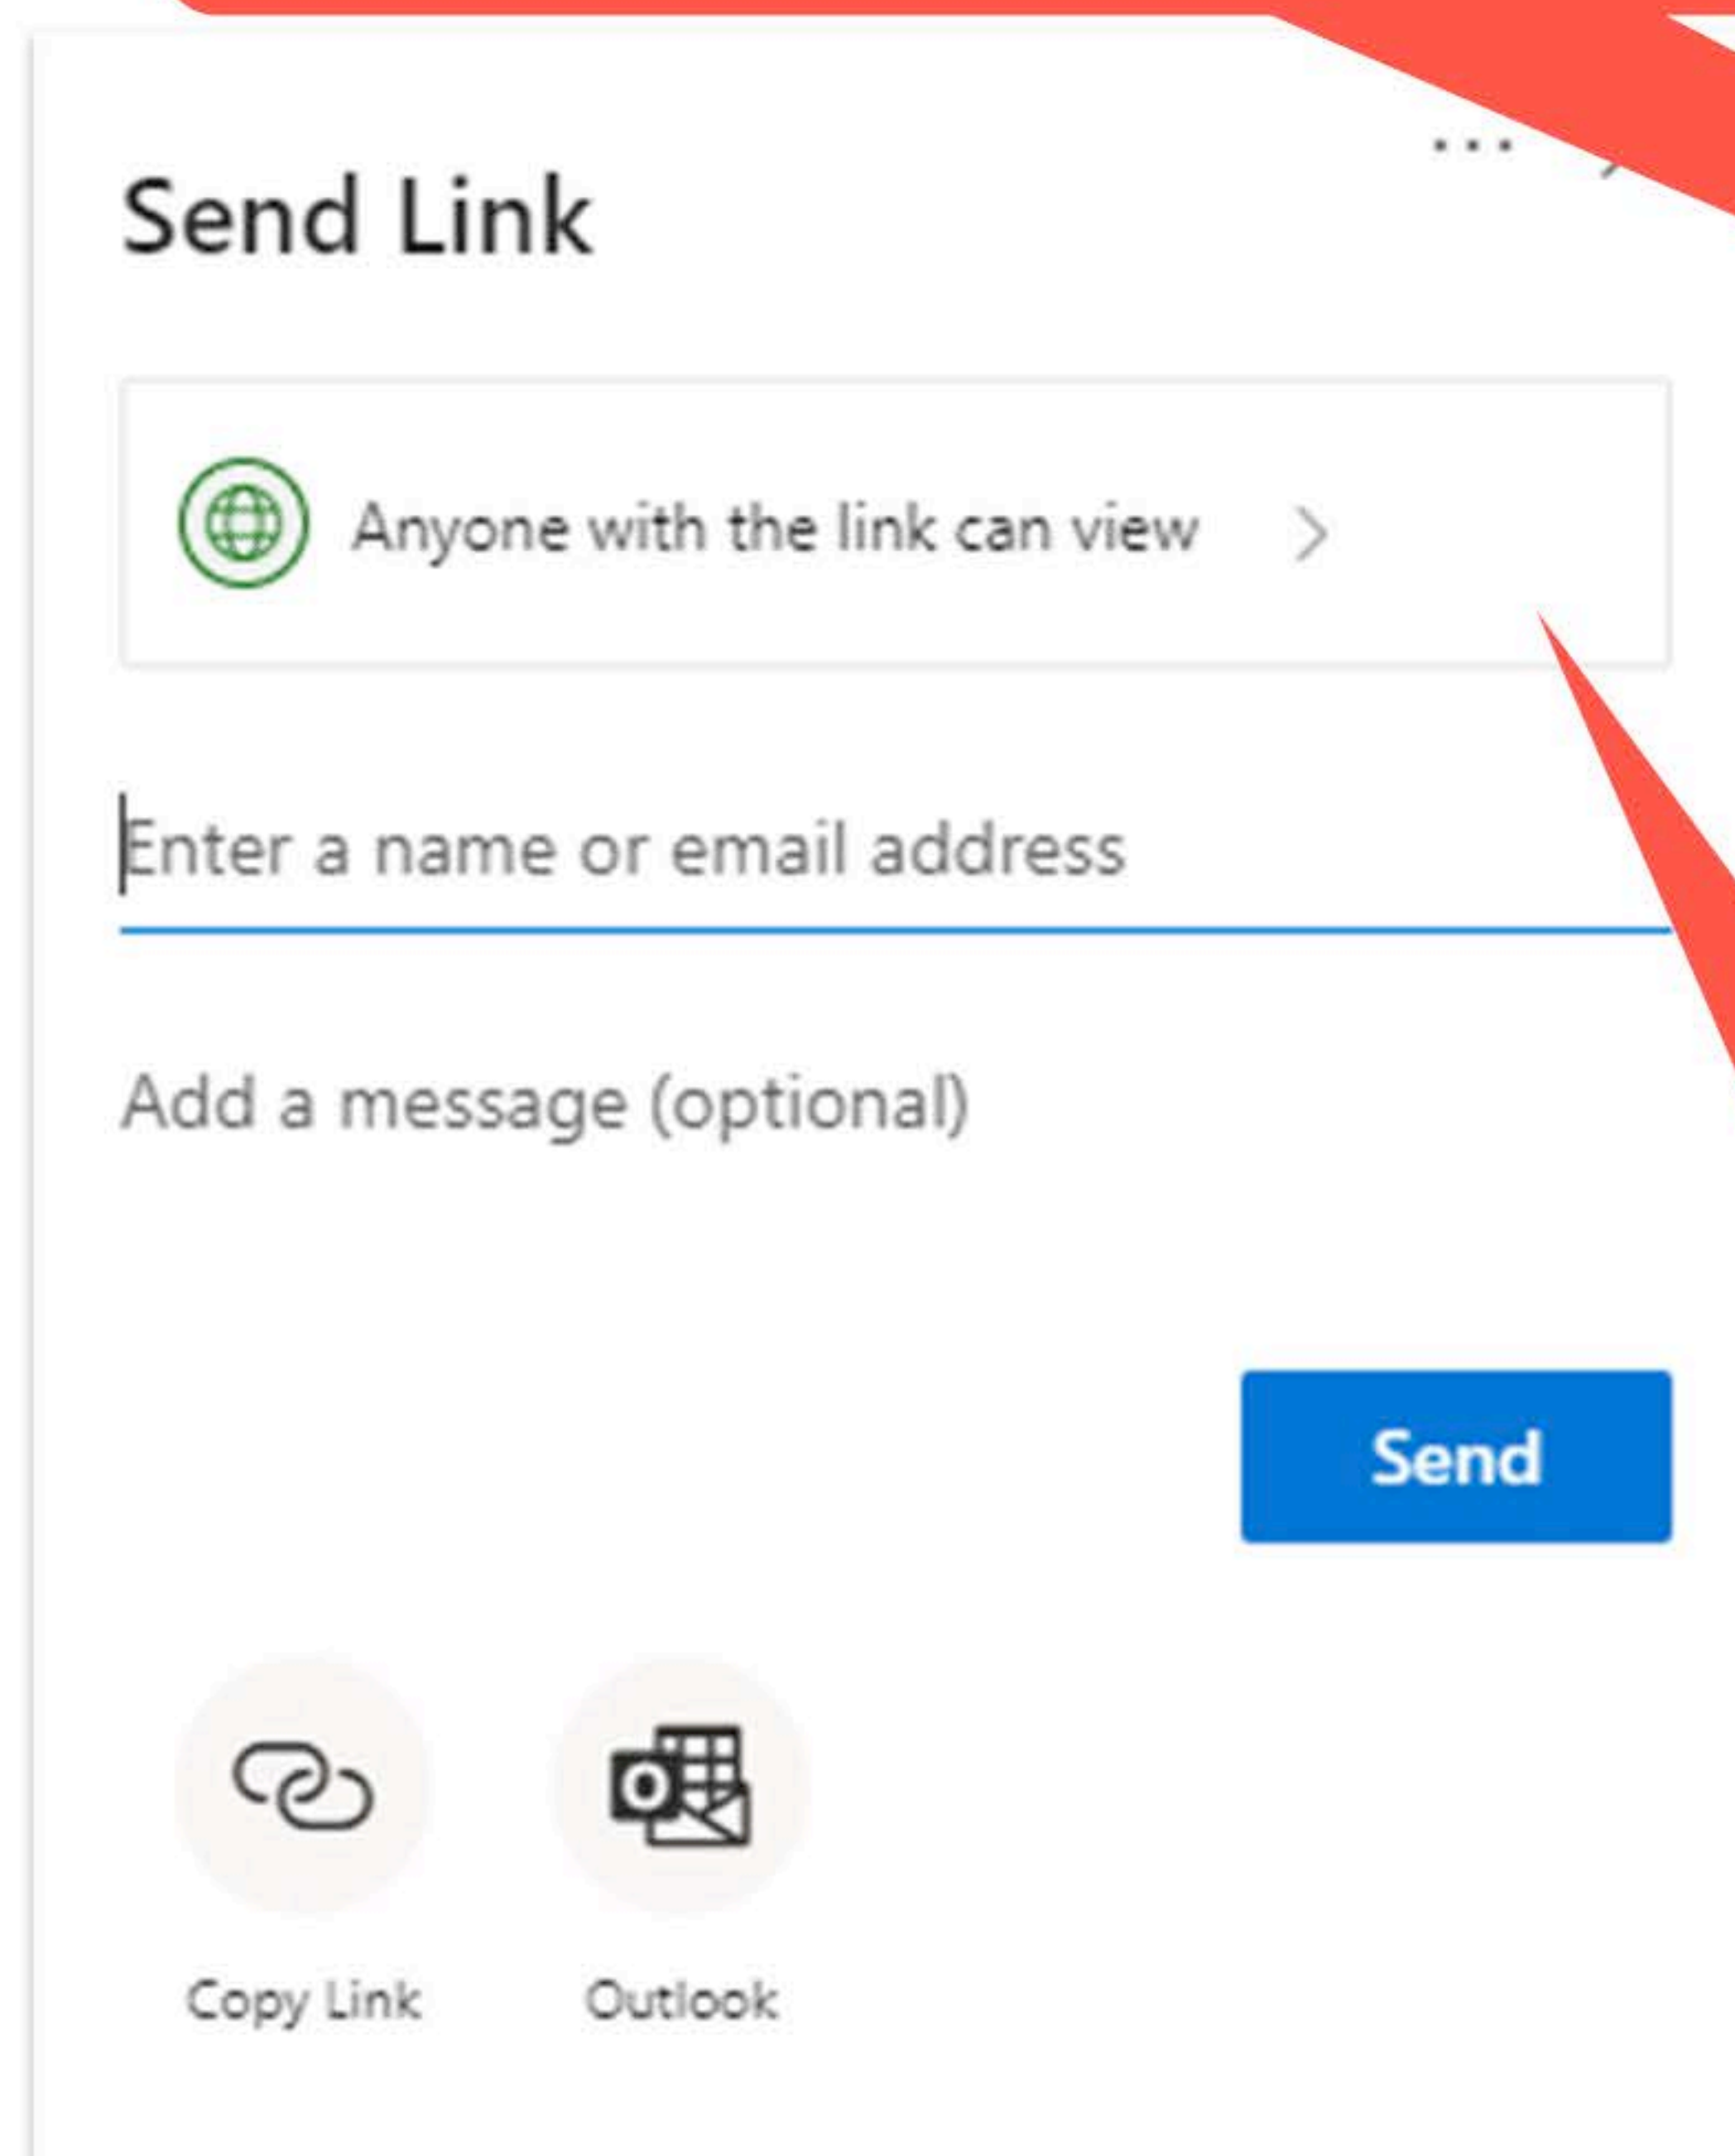 Send Link
Anyone with the link can view
Enter a name or email address
Add a message (optional)
Send
Copy Link
Outlook